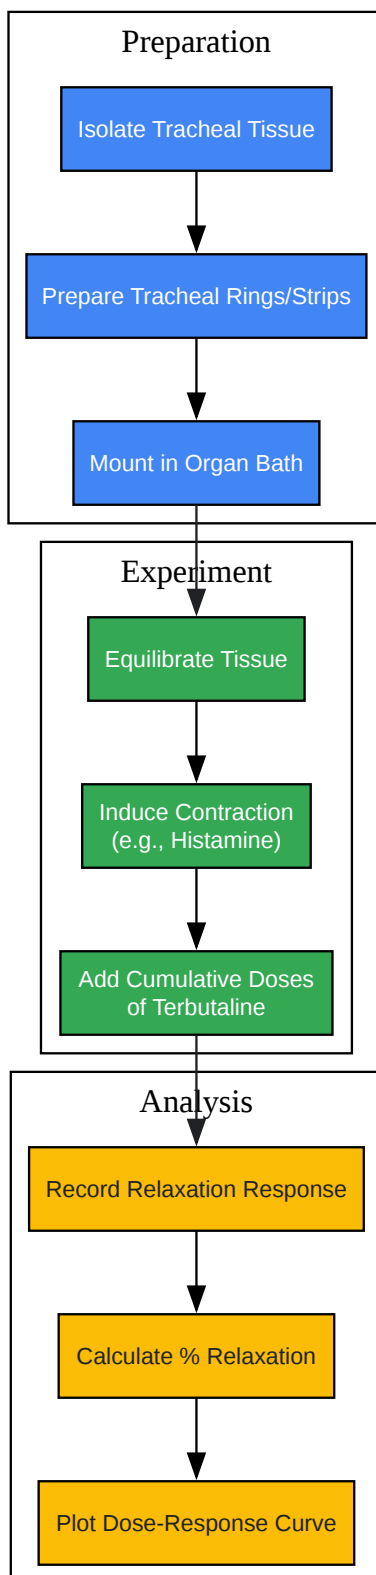 Preparation
Isolate Tracheal Tissue
Prepare Tracheal Rings/Strips
Mount in Organ Bath
Experiment
Equilibrate Tissue
Induce Contraction
(e.g., Histamine)
Add Cumulative Doses
of Terbutaline
Analysis
Record Relaxation Response
Calculate % Relaxation
Plot Dose-Response Curve